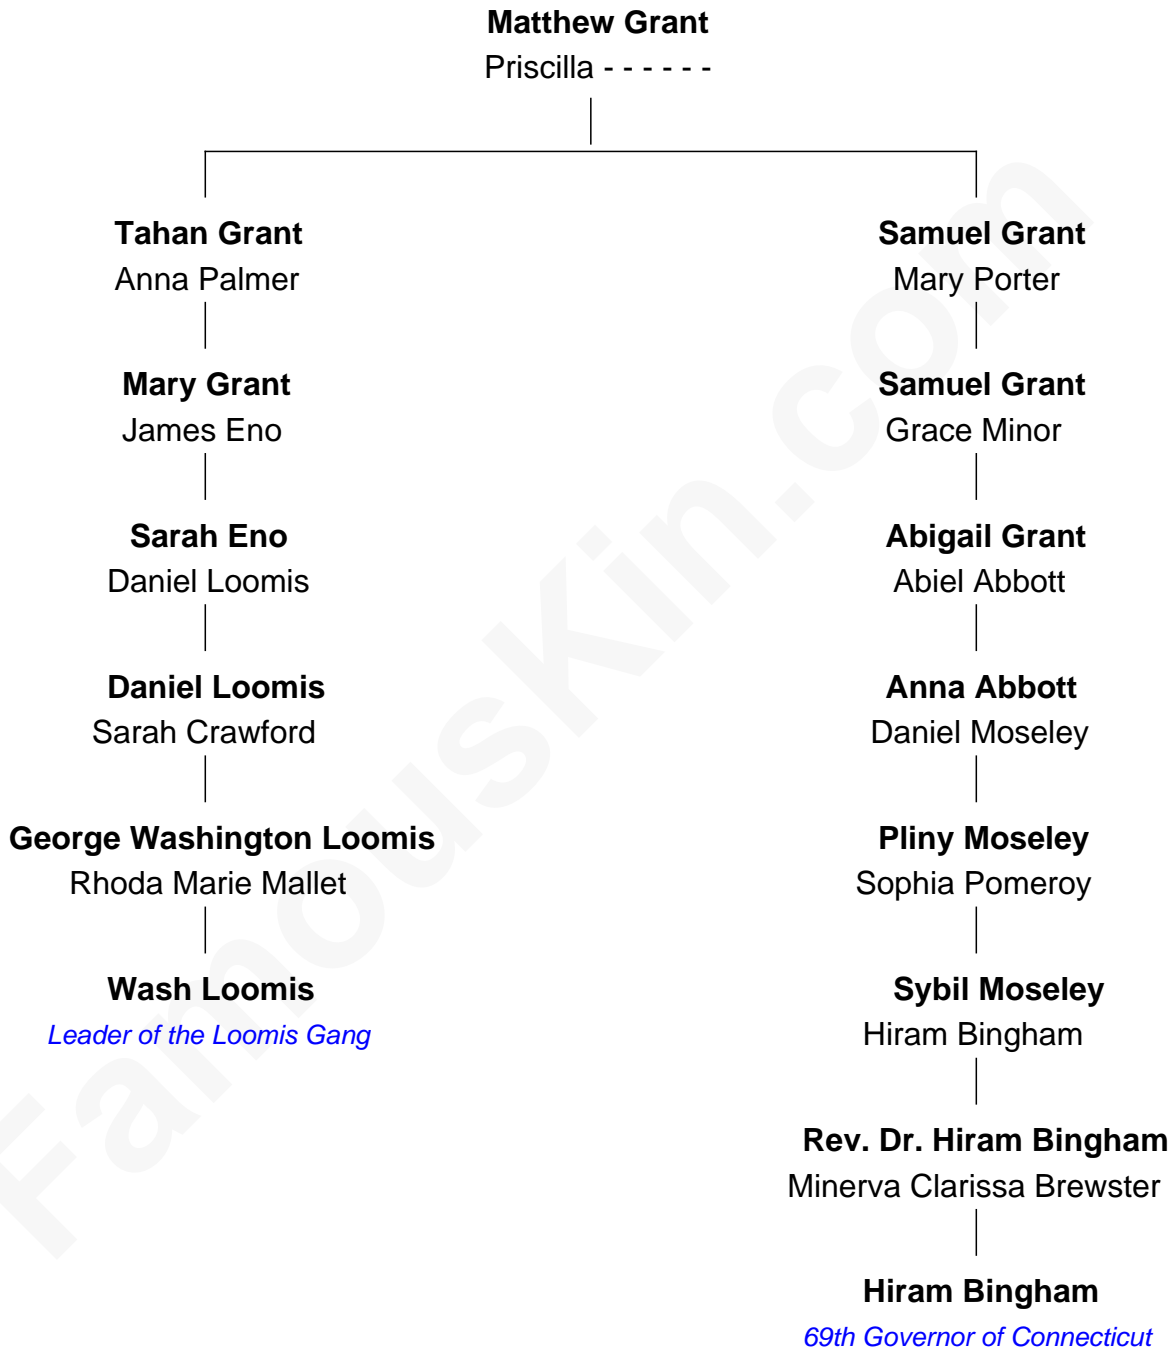 Matthew Grant
Priscilla - - - - - -
Tahan Grant
Anna Palmer
Samuel Grant
Mary Porter
Mary Grant
James Eno
Samuel Grant
Grace Minor
Sarah Eno
Daniel Loomis
Abigail Grant
Abiel Abbott
Daniel Loomis
Sarah Crawford
Anna Abbott
Daniel Moseley
George Washington Loomis
Rhoda Marie Mallet
Pliny Moseley
Sophia Pomeroy
Wash Loomis
Leader of the Loomis Gang
Sybil Moseley
Hiram Bingham
Rev. Dr. Hiram Bingham
Minerva Clarissa Brewster
Hiram Bingham
69th Governor of Connecticut
FamousKin.com